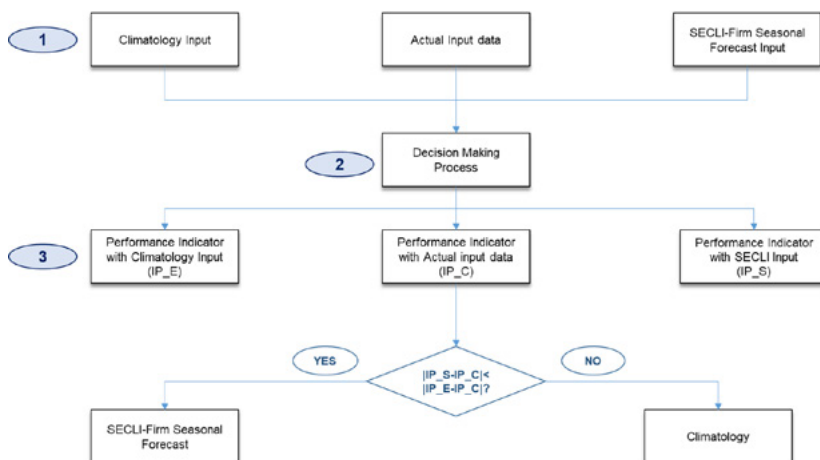 1
Climatology Input
Actual Input data
SECLI-Firm Seasonal
Forecast Input
2
Decision Making
Process
3
Performance Indicator
with Climatology Input
(IP_E)
Performance Indicator
with Actual input data
(IP_C)
Performance Indicator
with SECLI Input
(IP_S)
YES
|IP_S-IP_C|<
|IP_E-IP_C|?
NO
SECLI-Firm Seasonal
Forecast
Climatology